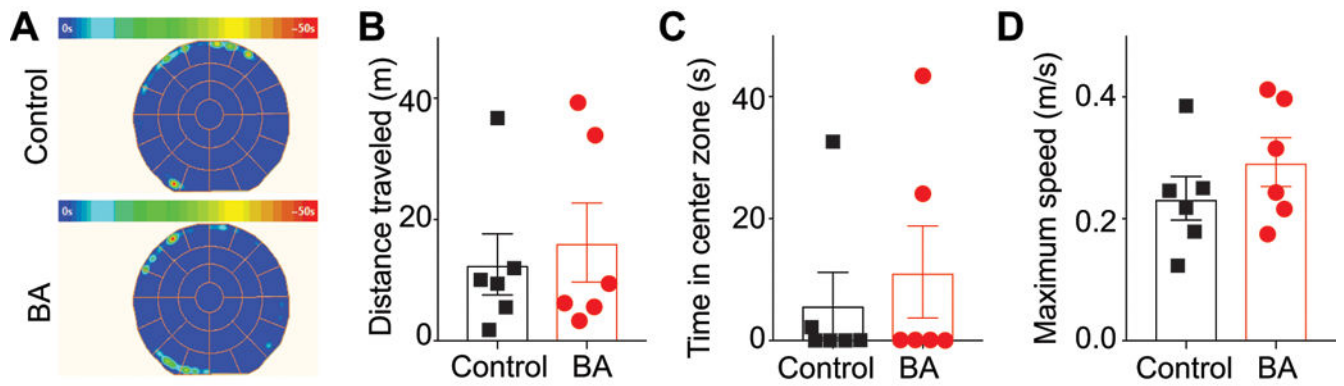 A
0s
~50s
Control
0s
~50s
BA
B
Distance traveled (m)
40
20
0
Control
BA
C
Time in center zone (s)
40
20
0
Control
BA
D
Maximum speed (m/s)
0.4
0.2
0.0
Control
BA